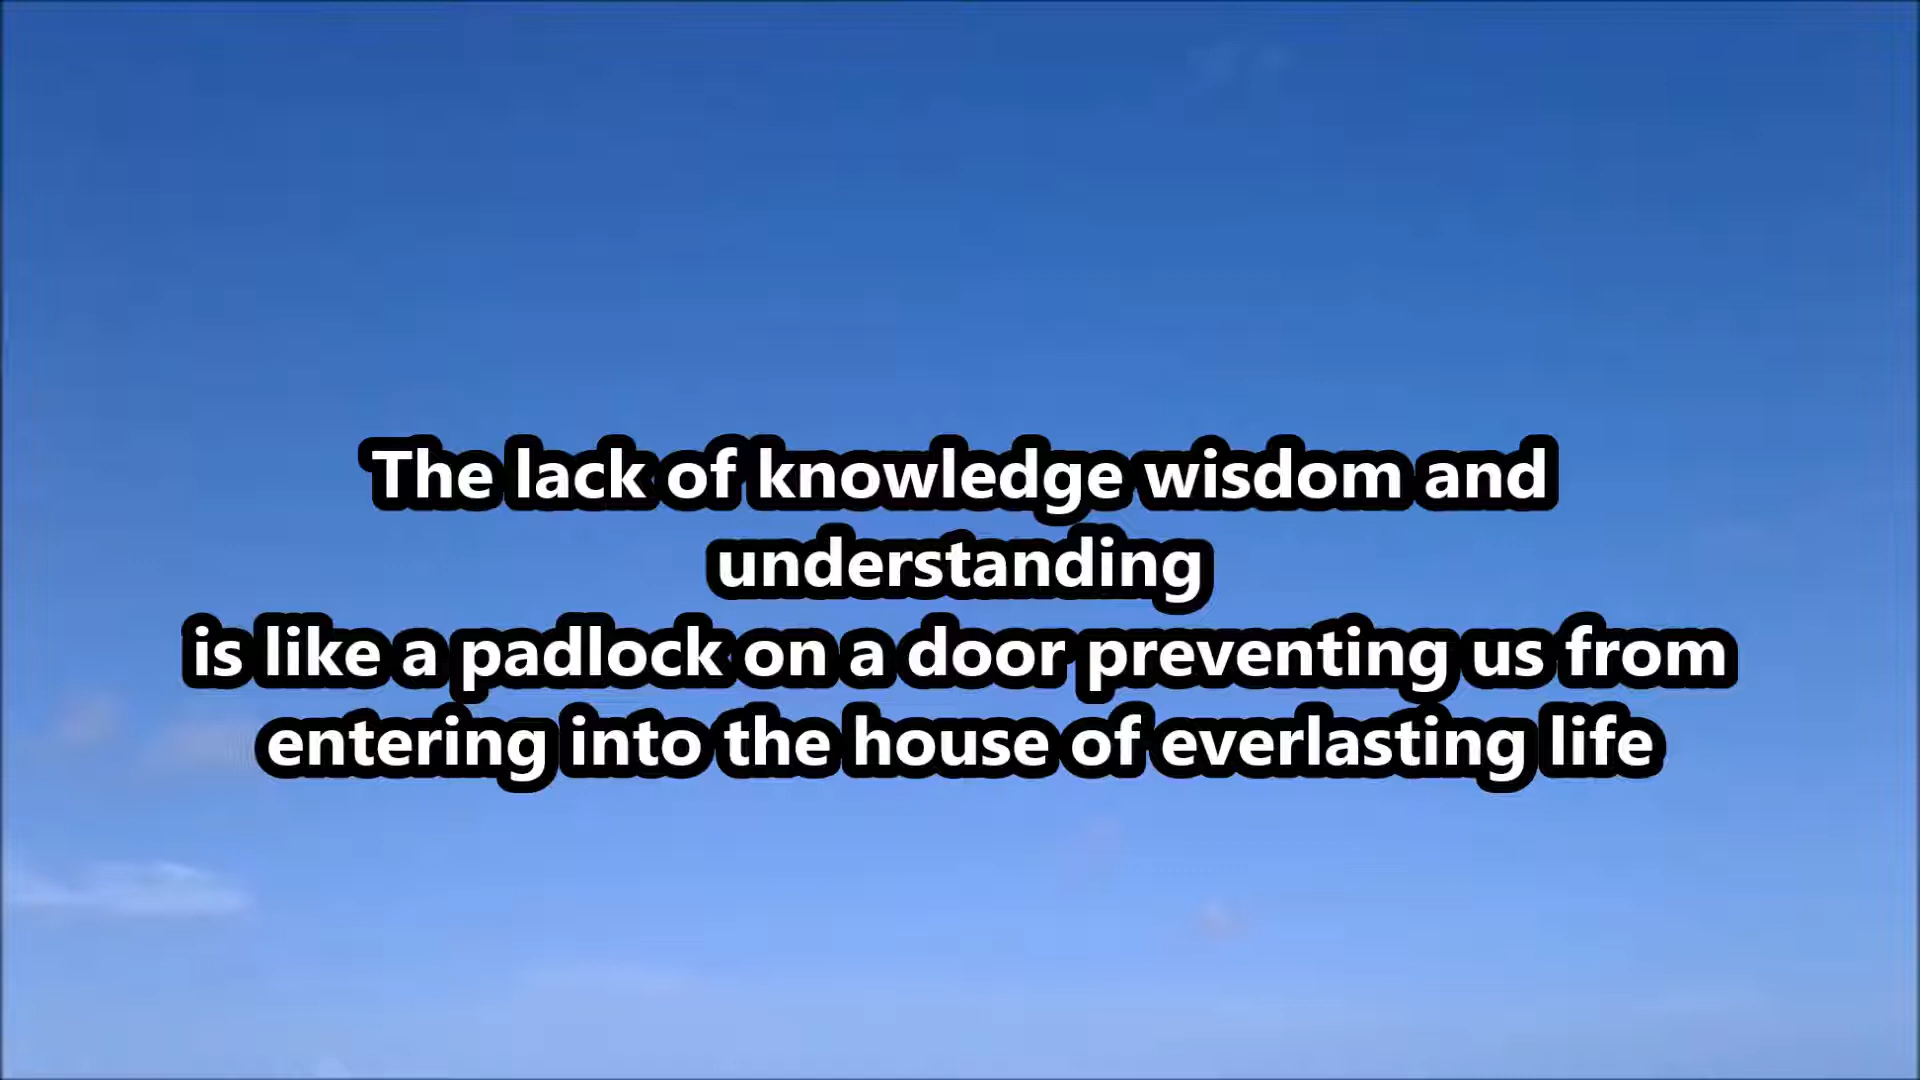 The lack of knowledge wisdom and
understanding
is like a padlock on a door preventing us from
entering into the house of everlasting life